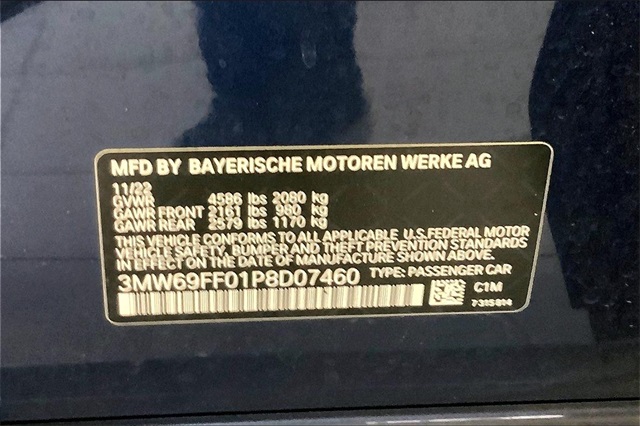 MFD BY BAYERISCHE MOTOREN WERKE AG
11/22
GVWR 4586 lbs 2080 kg
GAWR FRONT 2161 lbs 980 kg
GAWR REAR 2579 lbs 1170 kg
THIS VEHICLE CONFORMS TO ALL APPLICABLE U.S. FEDERAL MOTOR
VEHICLE SAFETY, BUMPER AND THEFT PREVENTION STANDARDS
IN EFFECT ON THE DATE OF MANUFACTURE SHOWN ABOVE.
3MW69FF01P8D07460 TYPE: PASSENGER CAR
C1M
7315814